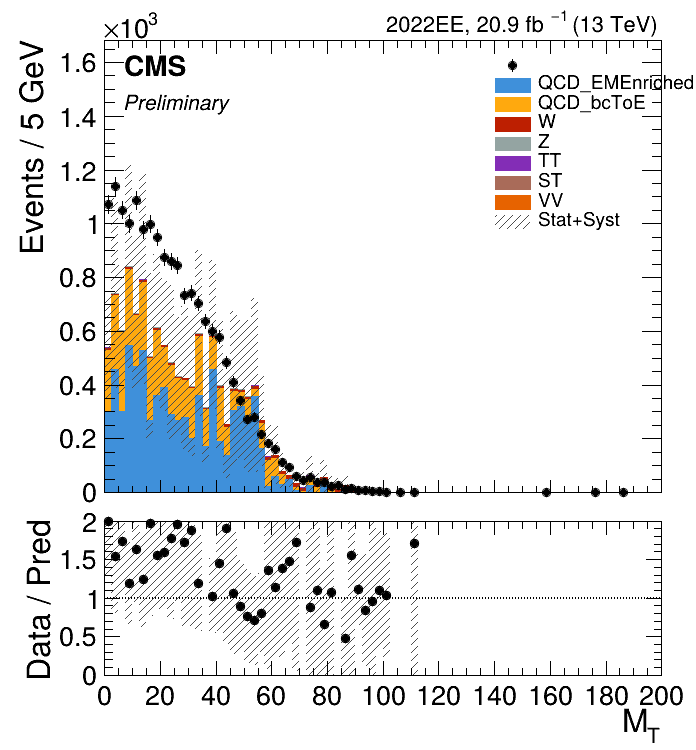 ×10³
2022EE, 20.9 fb ⁻¹ (13 TeV)
CMS
Preliminary
QCD_EMEnriched
QCD_bcToE
W
Z
TT
ST
VV
Stat+Syst
Events / 5 GeV
1.6
1.4
1.2
1
0.8
0.6
0.4
0.2
0
Data / Pred
2
1.5
1
0.5
0
0 20 40 60 80 100 120 140 160 180 200
M_T